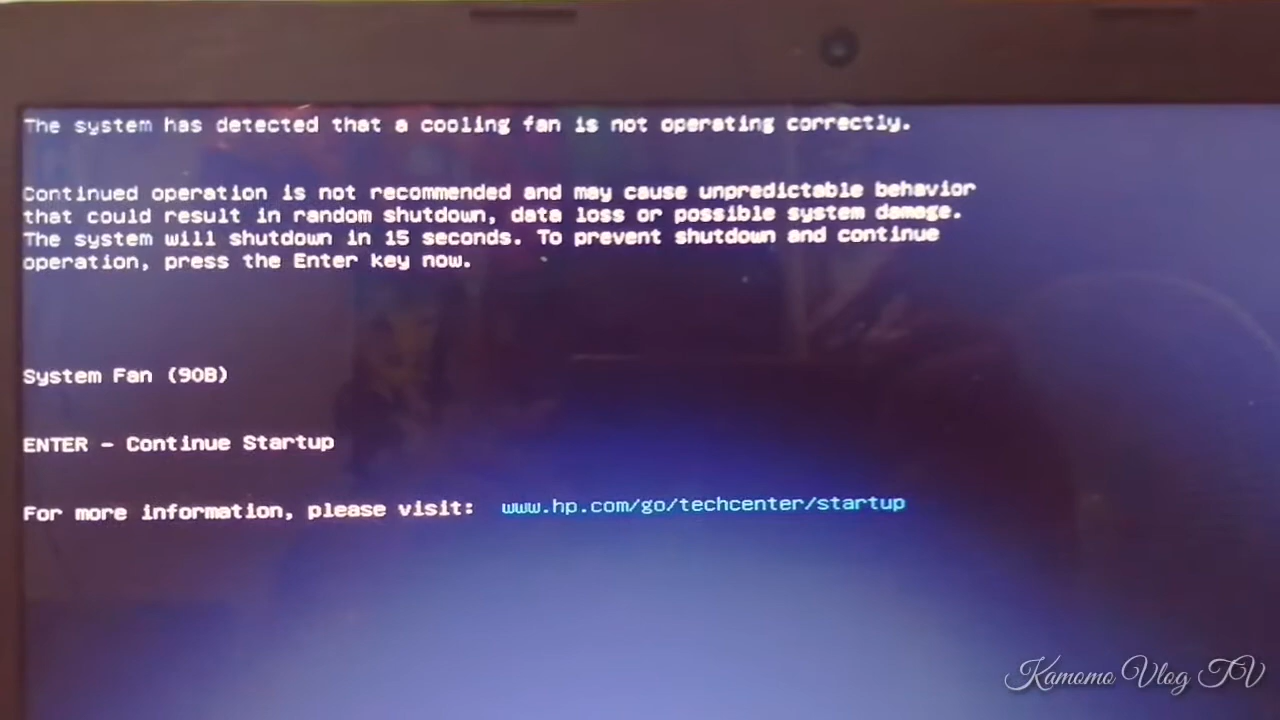 The system has detected that a cooling fan is not operating correctly.
Continued operation is not recommended and may cause unpredictable behavior
that could result in random shutdown, data loss or possible system damage.
The system will shutdown in 15 seconds. To prevent shutdown and continue
operation, press the Enter key now.
System Fan (90B)
ENTER - Continue Startup
For more information, please visit: www.hp.com/go/techcenter/startup
Kamomo Vlog TV